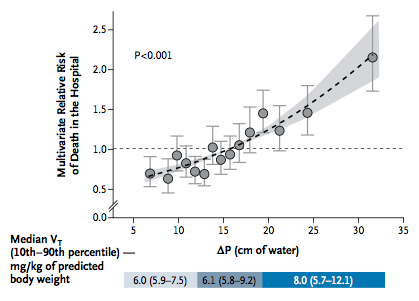 Multivariate Relative Risk
of Death in the Hospital
2.5
2.0
1.5
1.0
0.5
0.0
P<0.001
5 10 15 20 25 30 35
ΔP (cm of water)
Median VT
(10th–90th percentile) —
mg/kg of predicted
body weight
6.0 (5.9–7.5) 6.1 (5.8–9.2) 8.0 (5.7–12.1)